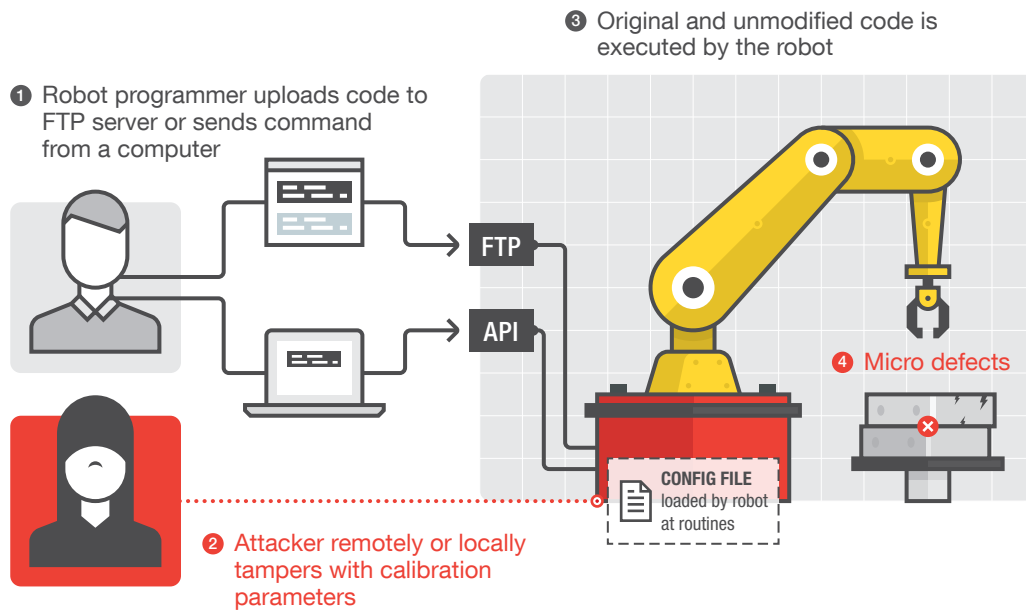 1 Robot programmer uploads code to
FTP server or sends command
from a computer
FTP
API
2 Attacker remotely or locally
tampers with calibration
parameters
3 Original and unmodified code is
executed by the robot
CONFIG FILE
loaded by robot
at routines
4 Micro defects